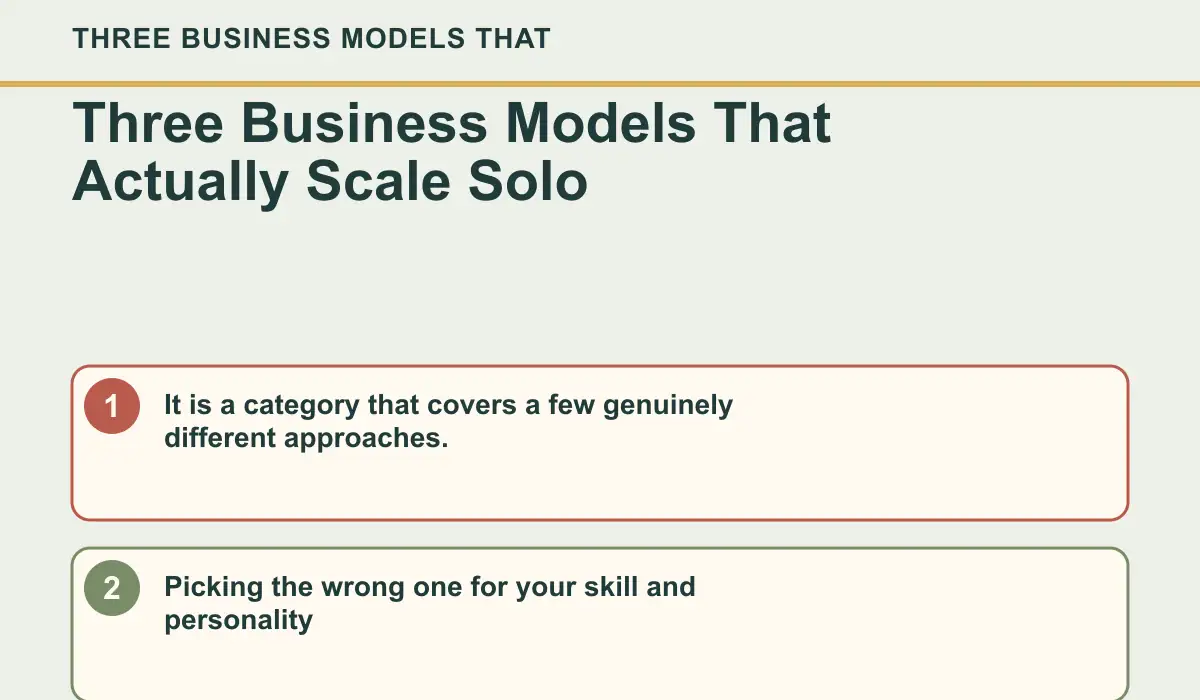 THREE BUSINESS MODELS THAT
Three Business Models That
Actually Scale Solo
1
It is a category that covers a few genuinely
different approaches.
2
Picking the wrong one for your skill and
personality